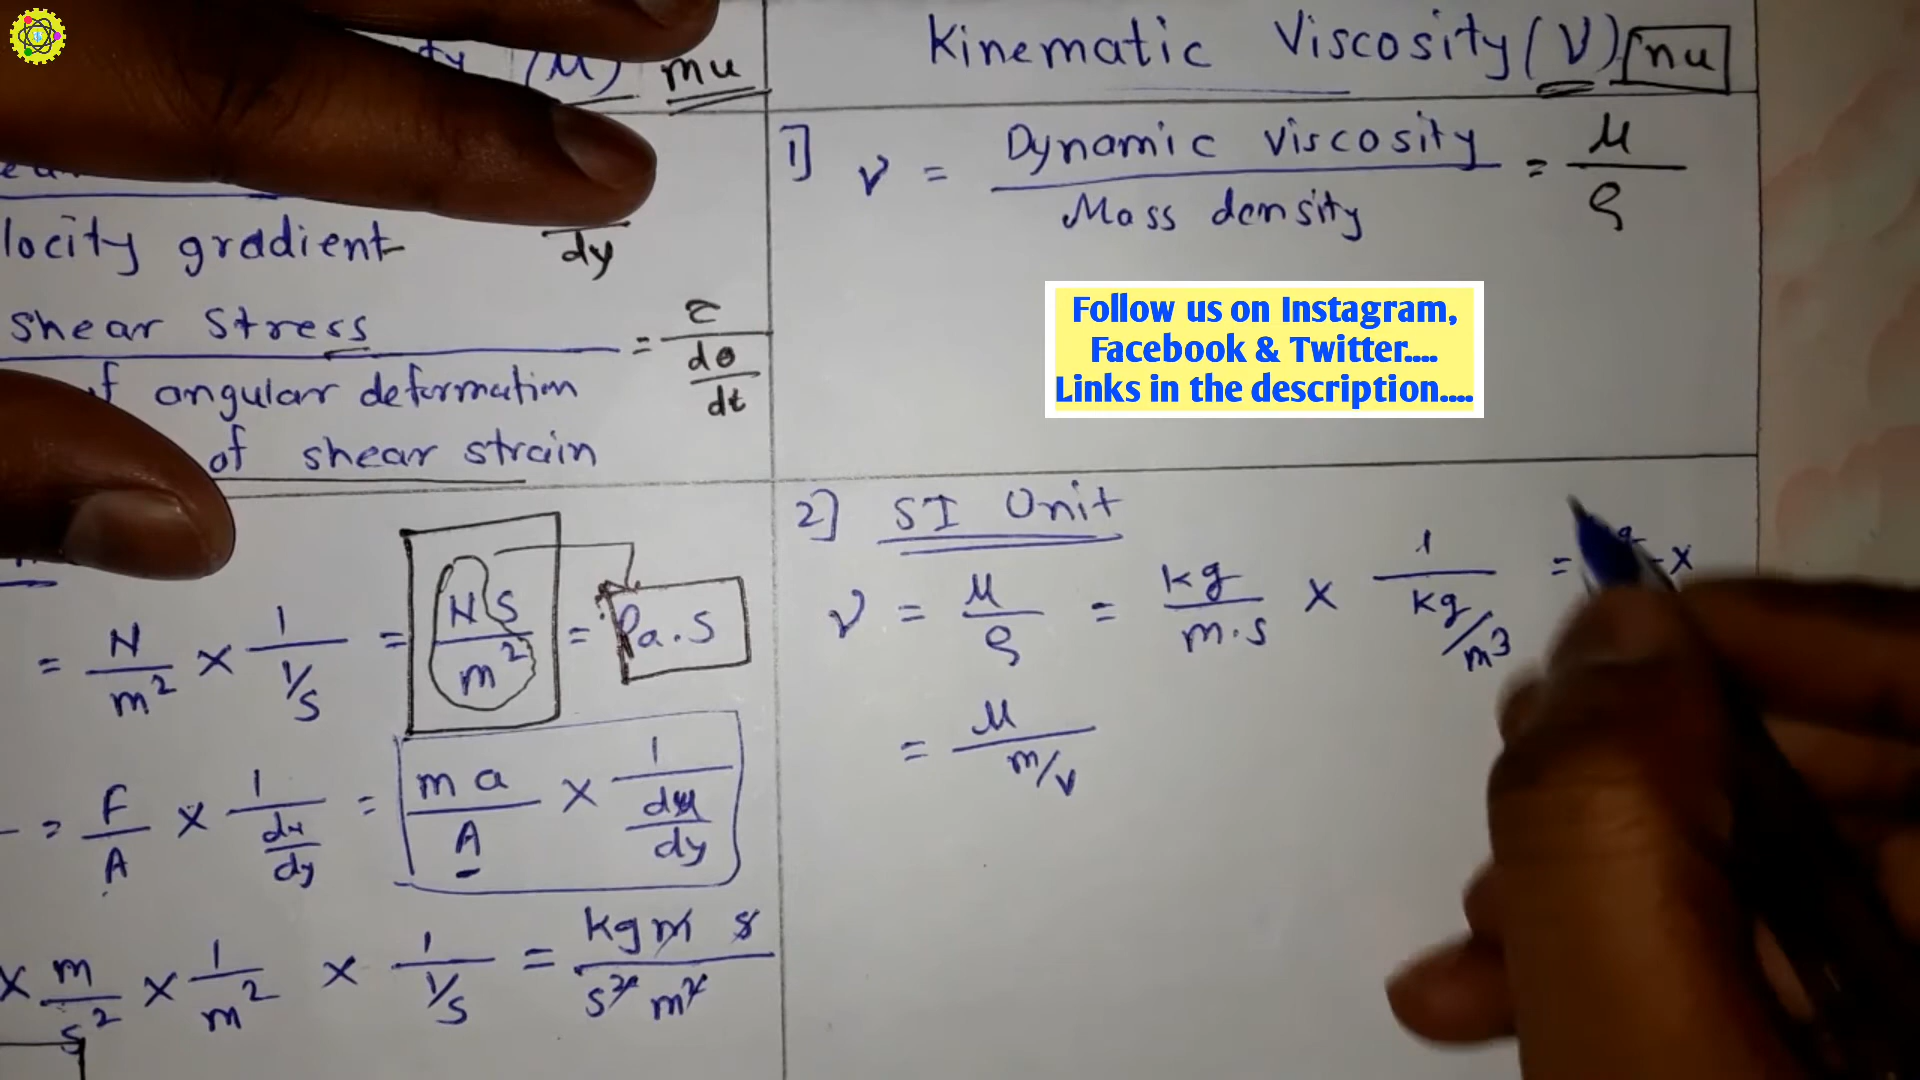 (μ) mu
dy
locity gradient
Shear Stress = τ / dθ/dt
of angular deformation
of shear strain
= N/m² × 1/1/s = NS/m² = Pa.S
= F/A × 1/du/dy = ma/A × 1/du/dy
× m/s² × 1/m² × 1/1/s = kg m s/s² m²
Kinematic Viscosity (ν) nu
1] ν = Dynamic Viscosity/Mass density = μ/ρ
Follow us on Instagram,
Facebook & Twitter....
Links in the description....
2] SI Unit
ν = μ/ρ = kg/m.s × 1/kg/m³ = ×
= μ/m/v